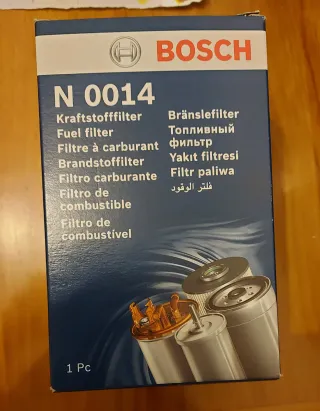 BOSCH
N 0014
Kraftstofffilter
Fuel filter
Filtre à carburant
Brandstoffilter
Filtro carburante
Filtro de
combustible
Filtro de
combustível
Bränslefilter
Топливный
фильтр
Yakıt filtresi
Filtr paliwa
فلتر الوقود
1 Pc